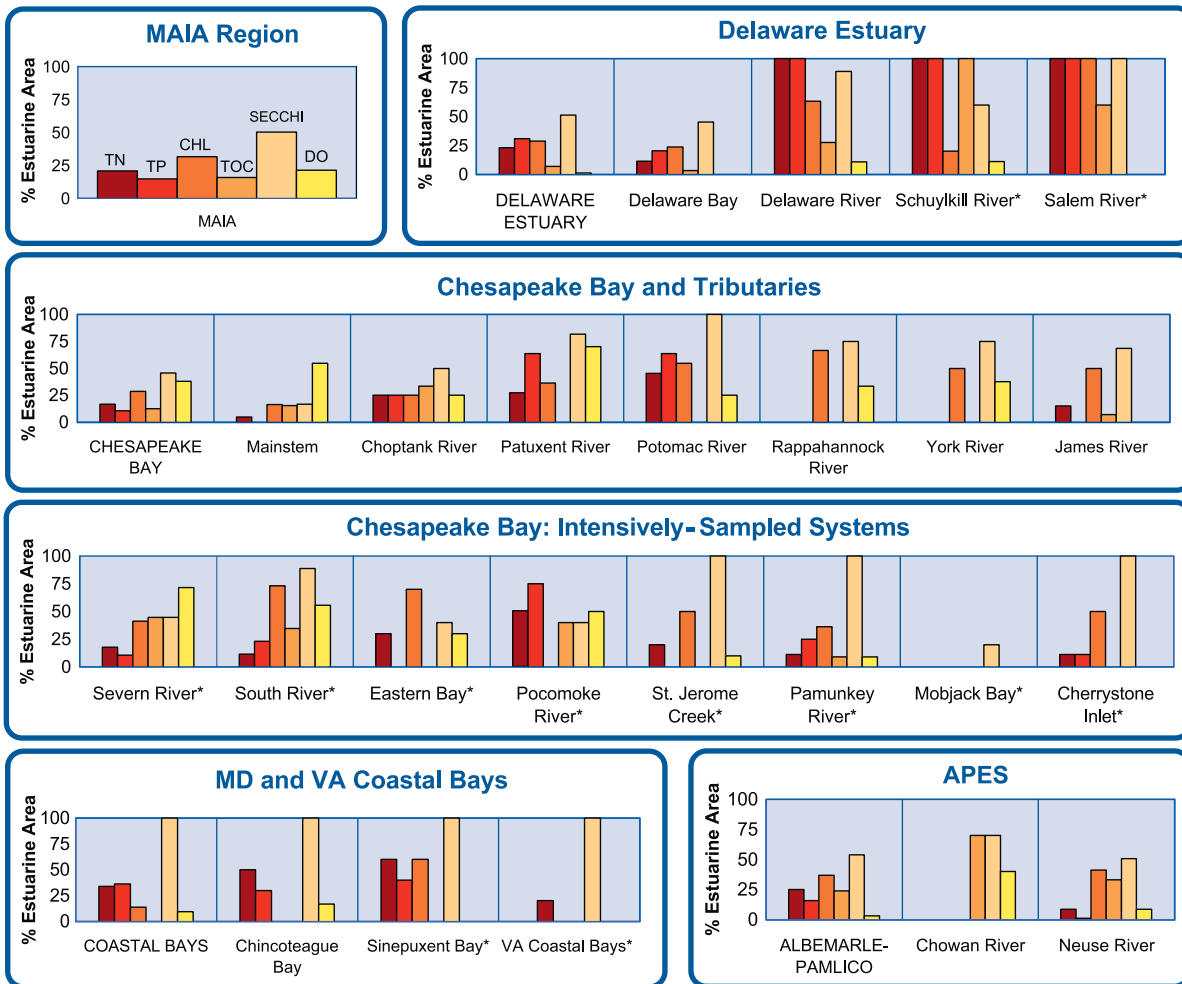 MAIA Region
% Estuarine Area
100
75
50
25
0
TN
TP
CHL
TOC
SECCHI
DO
MAIA
Delaware Estuary
% Estuarine Area
100
75
50
25
0
DELAWARE
ESTUARY
Delaware Bay
Delaware River
Schuylkill River*
Salem River*
Chesapeake Bay and Tributaries
% Estuarine Area
100
75
50
25
0
CHESAPEAKE
BAY
Mainstem
Choptank River
Patuxent River
Potomac River
Rappahannock
River
York River
James River
Chesapeake Bay: Intensively-Sampled Systems
% Estuarine Area
100
75
50
25
0
Severn River*
South River*
Eastern Bay*
Pocomoke
River*
St. Jerome
Creek*
Pamunkey
River*
Mobjack Bay*
Cherrystone
Inlet*
MD and VA Coastal Bays
% Estuarine Area
100
75
50
25
0
COASTAL BAYS
Chincoteague
Bay
Sinepuxent Bay*
VA Coastal Bays*
APES
% Estuarine Area
100
75
50
25
0
ALBEMARLE-
PAMLICO
Chowan River
Neuse River